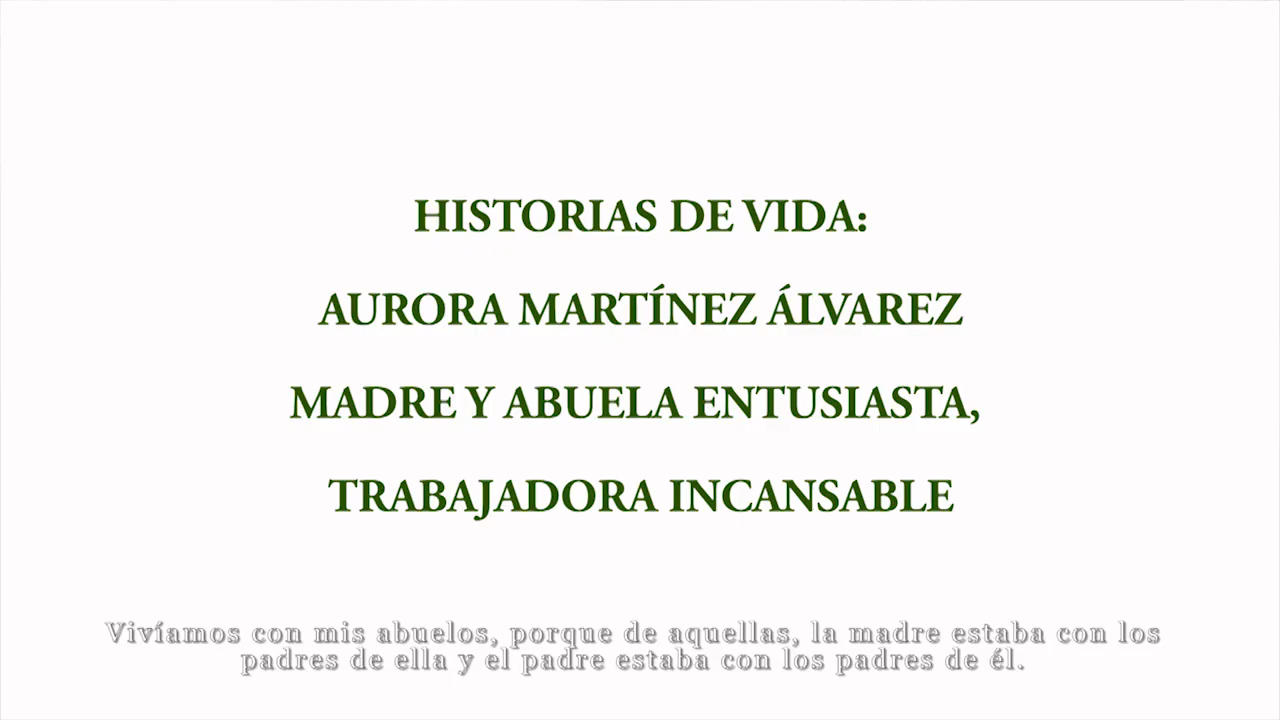 HISTORIAS DE VIDA:
AURORA MARTÍNEZ ÁLVAREZ
MADRE Y ABUELA ENTUSIASTA,
TRABAJADORA INCANSABLE
Vivíamos con mis abuelos, porque de aquellas, la madre estaba con los
padres de ella y el padre estaba con los padres de él.